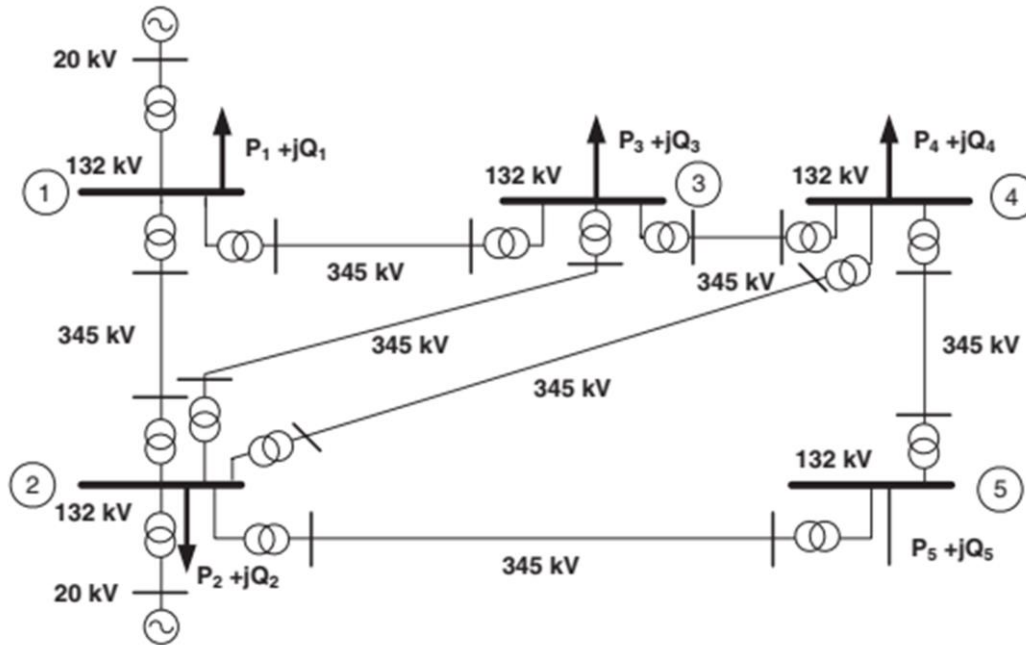 20 kV
132 kV
P₁ +jQ₁
1
345 kV
132 kV
P₃ +jQ₃
3
132 kV
P₄ +jQ₄
4
345 kV
345 kV
345 kV
345 kV
345 kV
345 kV
2
132 kV
P₂ +jQ₂
20 kV
345 kV
132 kV
5
P₅ +jQ₅